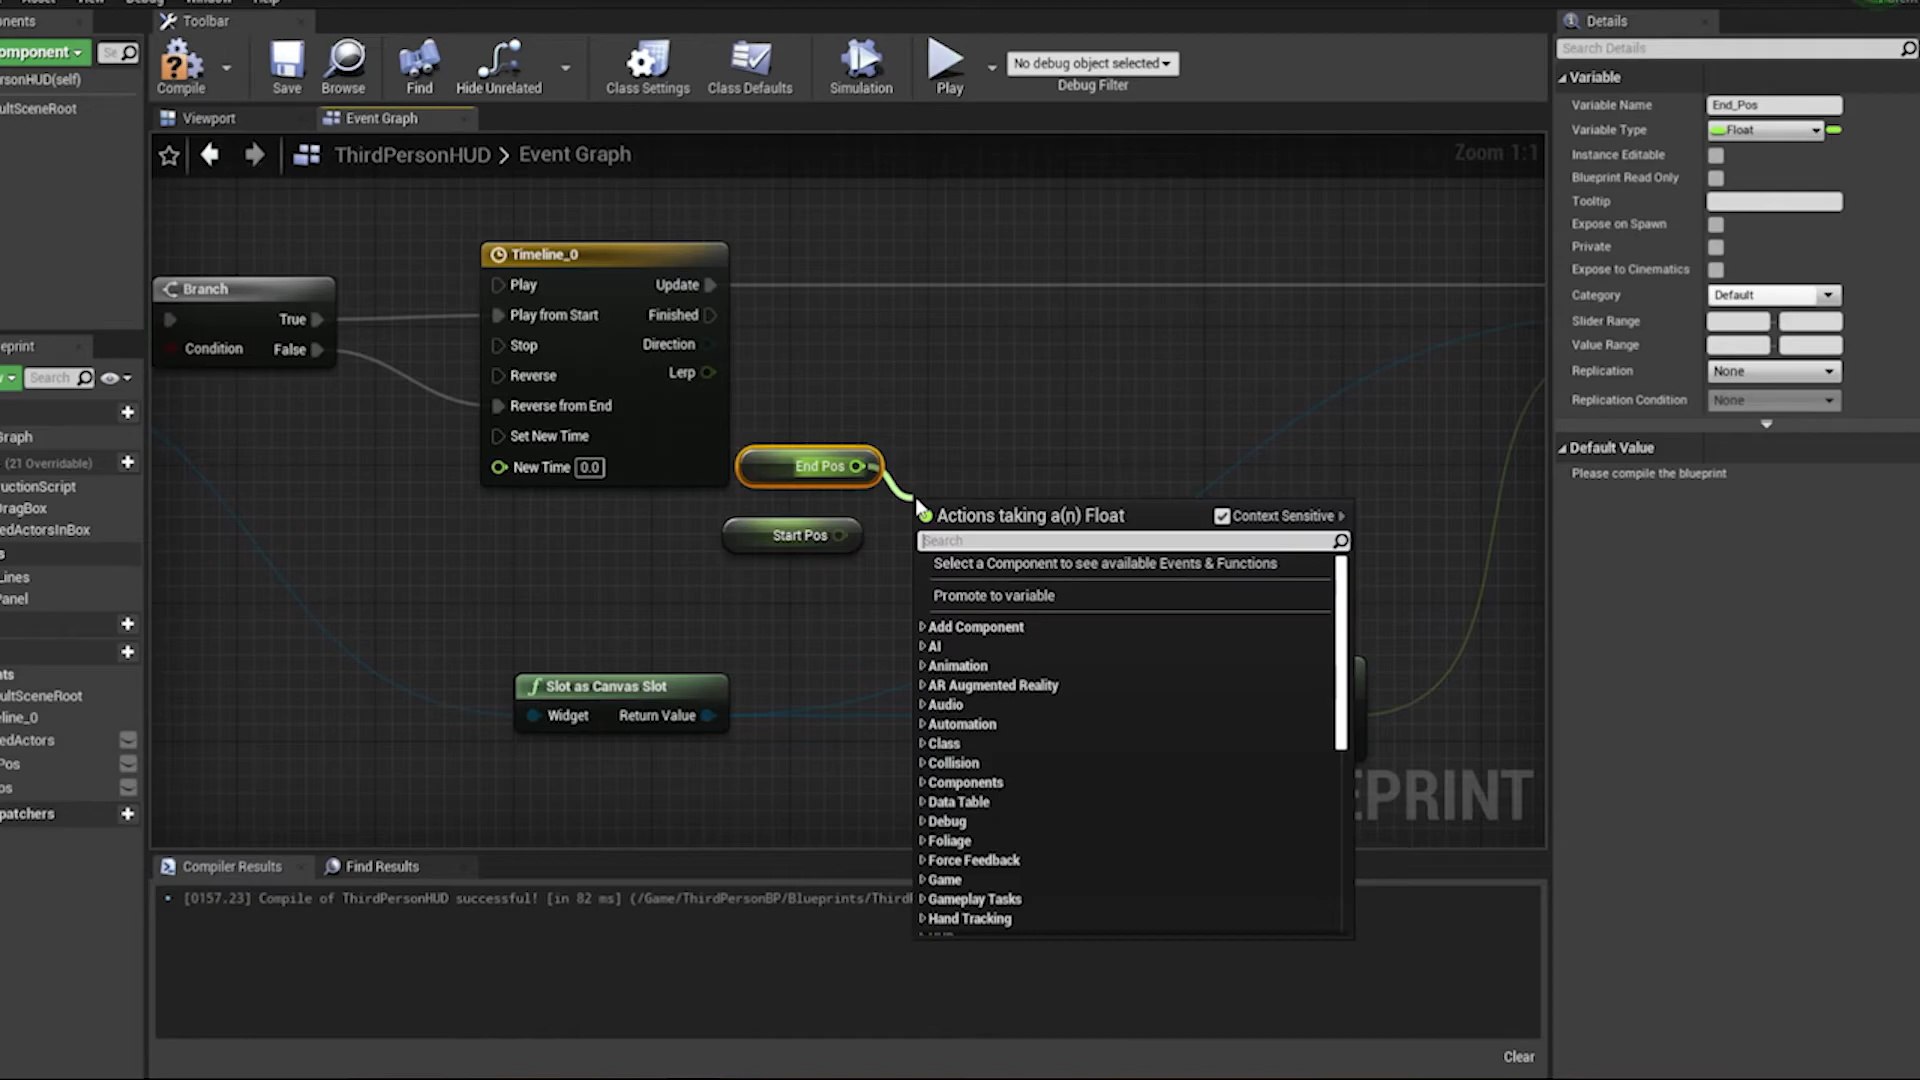 Asset View Debug Window Help
onents
Toolbar
Details
omponent
Se
Search Details
ersonHUD(self)
Compile
Save
Browse
Find
Hide Unrelated
Class Settings
Class Defaults
Simulation
Play
No debug object selected
Debug Filter
Variable
Variable Name End_Pos
Variable Type Float
ultSceneRoot
Viewport
Event Graph
ThirdPersonHUD > Event Graph
Zoom 1:1
Instance Editable
Blueprint Read Only
Tooltip
Expose on Spawn
Private
Expose to Cinematics
Category Default
Slider Range
Value Range
Replication None
Replication Condition None
Default Value
Please compile the blueprint
Branch
True
Condition False
Timeline_0
Play Update
Play from Start Finished
Stop Direction
Reverse Lerp
Reverse from End
Set New Time
New Time 0.0
End Pos
Start Pos
Slot as Canvas Slot
Widget Return Value
eprint
Search
Graph
(21 Overridable)
uctionScript
DragBox
edActorsInBox
s
Lines
Panel
ts
ultSceneRoot
eline_0
edActors
Pos
os
patchers
Actions taking a(n) Float
Context Sensitive
Search
Select a Component to see available Events & Functions
Promote to variable
Add Component
AI
Animation
AR Augmented Reality
Audio
Automation
Class
Collision
Components
Data Table
Debug
Foliage
Force Feedback
Game
Gameplay Tasks
Hand Tracking
EPRINT
Compiler Results
Find Results
[0157.23] Compile of ThirdPersonHUD successful! [in 82 ms] (/Game/ThirdPersonBP/Blueprints/Third
Clear